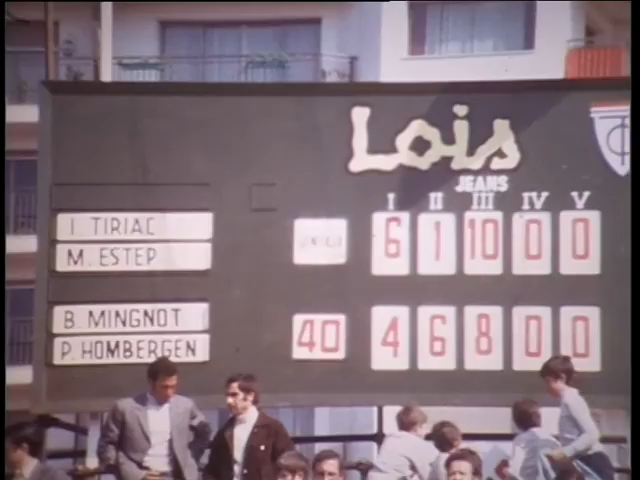 Lois
JEANS
I II III IV V
I. TIRIAC
M. ESTEP
6 1 10 0 0
B. MINGNOT
P. HOMBERGEN
40 4 6 8 0 0